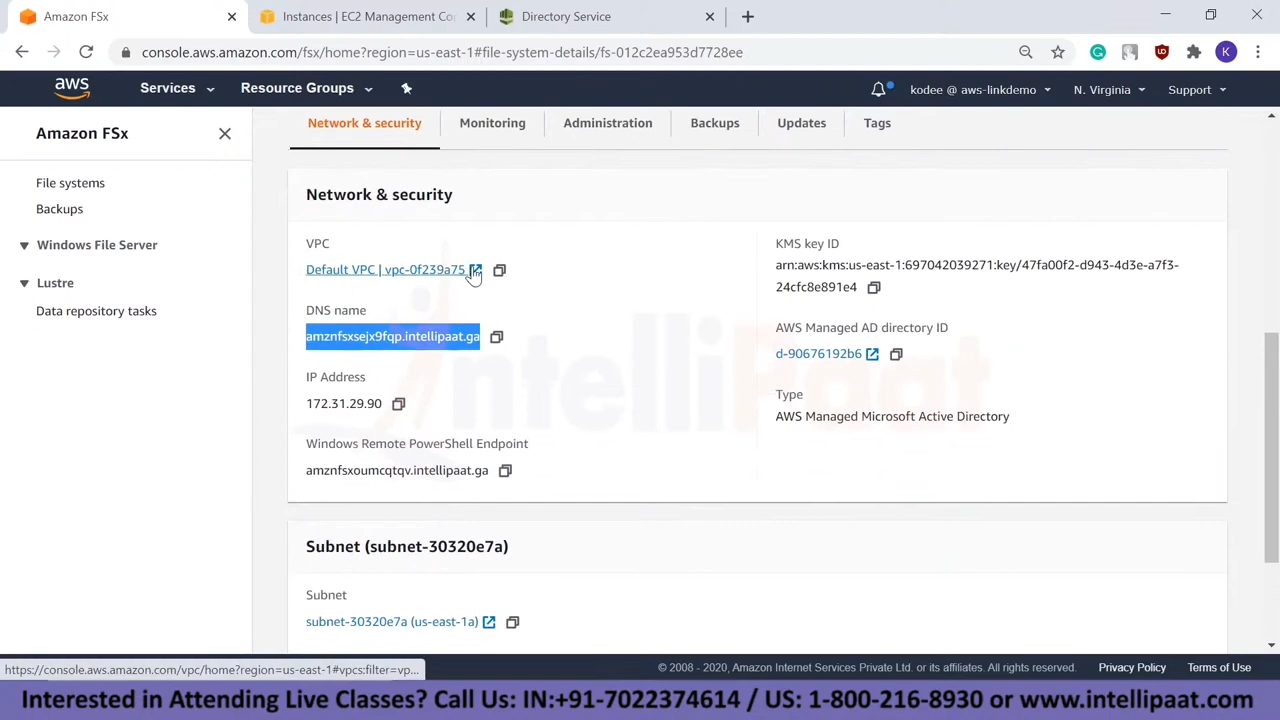 Amazon FSx
Instances | EC2 Management Co
Directory Service
console.aws.amazon.com/fsx/home?region=us-east-1#file-system-details/fs-012c2ea953d7728ee
K
aws
Services
Resource Groups
kodee @ aws-linkdemo
N. Virginia
Support
Amazon FSx
File systems
Backups
Windows File Server
Lustre
Data repository tasks
Network & security
Monitoring
Administration
Backups
Updates
Tags
Network & security
VPC
Default VPC | vpc-0f239a75
DNS name
amznfsxsejx9fqp.intellipaat.ga
IP Address
172.31.29.90
Windows Remote PowerShell Endpoint
amznfsxoumcqtqv.intellipaat.ga
KMS key ID
arn:aws:kms:us-east-1:697042039271:key/47fa00f2-d943-4d3e-a7f3-
24cfc8e891e4
AWS Managed AD directory ID
d-90676192b6
Type
AWS Managed Microsoft Active Directory
IntelliPaat
Subnet (subnet-30320e7a)
Subnet
subnet-30320e7a (us-east-1a)
https://console.aws.amazon.com/vpc/home?region=us-east-1#vpcs:filter=vp...
© 2008 - 2020, Amazon Internet Services Private Ltd. or its affiliates. All rights reserved.
Privacy Policy
Terms of Use
Interested in Attending Live Classes? Call Us: IN:+91-7022374614 / US: 1-800-216-8930 or www.intellipaat.com